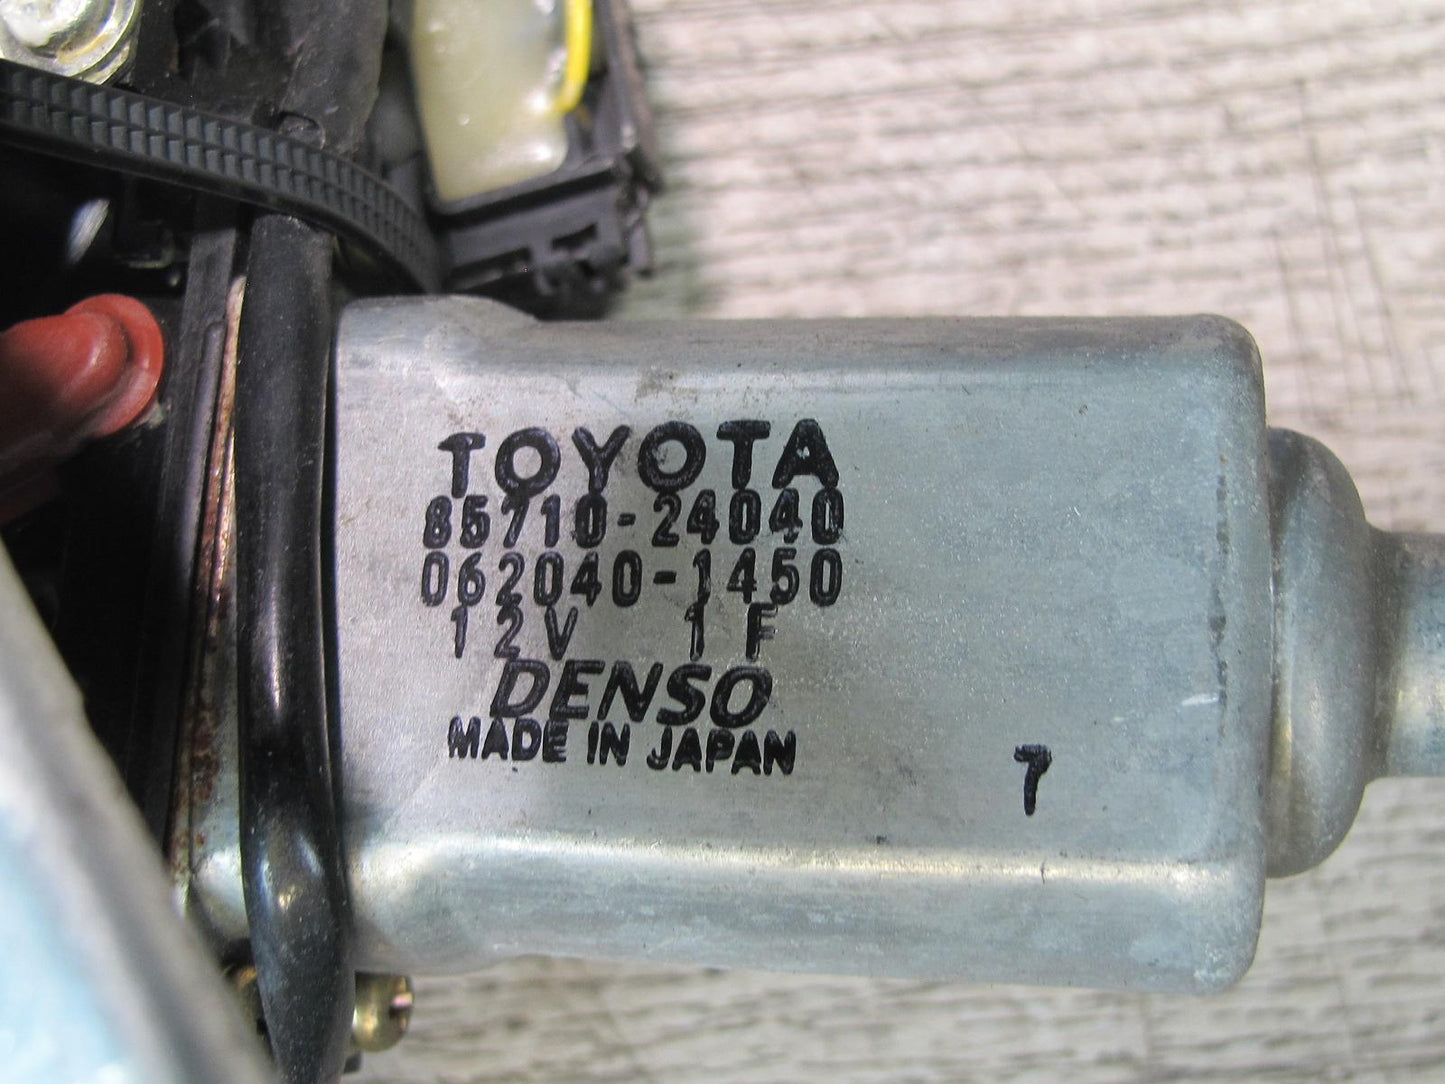 TOYOTA
85710-24040
062040-1450
12V 1F
DENSO
MADE IN JAPAN
7